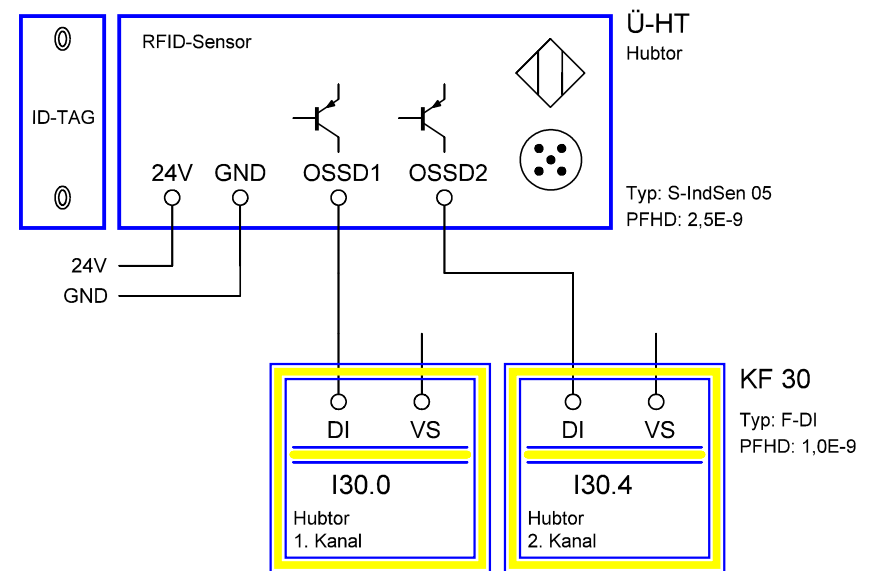 Ü-HT
Hubtor
RFID-Sensor
ID-TAG
24V GND OSSD1 OSSD2
Typ: S-IndSen 05
PFHD: 2,5E-9
24V
GND
KF 30
Typ: F-DI
PFHD: 1,0E-9
DI VS
I30.0
Hubtor
1. Kanal
DI VS
I30.4
Hubtor
2. Kanal